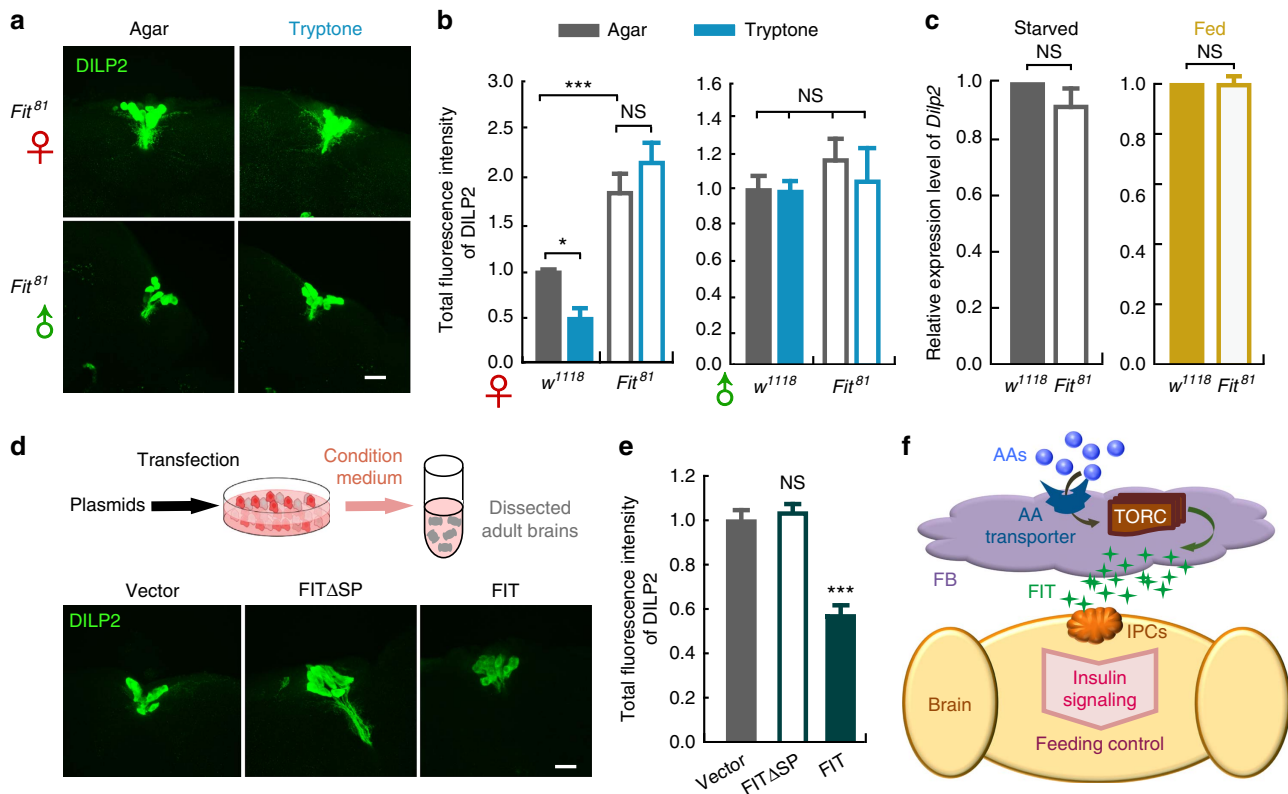 a
Agar
Tryptone
DILP2
Fit⁸¹
♀
Fit⁸¹
♂
b
Agar
Tryptone
Total fluorescence intensity
of DILP2
3.0
2.5
2.0
1.5
1.0
0.5
0.0
***
NS
*
♀
w¹¹¹⁸
Fit⁸¹
1.6
1.4
1.2
1.0
0.8
0.6
0.4
0.2
0.0
NS
♂
w¹¹¹⁸
Fit⁸¹
c
Relative expression level of Dilp2
Starved
NS
1.0
0.8
0.6
0.4
0.2
0.0
w¹¹¹⁸ Fit⁸¹
Fed
NS
1.0
0.8
0.6
0.4
0.2
0.0
w¹¹¹⁸ Fit⁸¹
d
Plasmids
Transfection
Condition
medium
Dissected
adult brains
Vector
FITΔSP
FIT
DILP2
e
Total fluorescence intensity
of DILP2
1.2
1.0
0.8
0.6
0.4
0.2
0.0
NS
***
Vector
FITΔSP
FIT
f
AAs
AA
transporter
TORC
FB
FIT
IPCs
Brain
Insulin
signaling
Feeding control